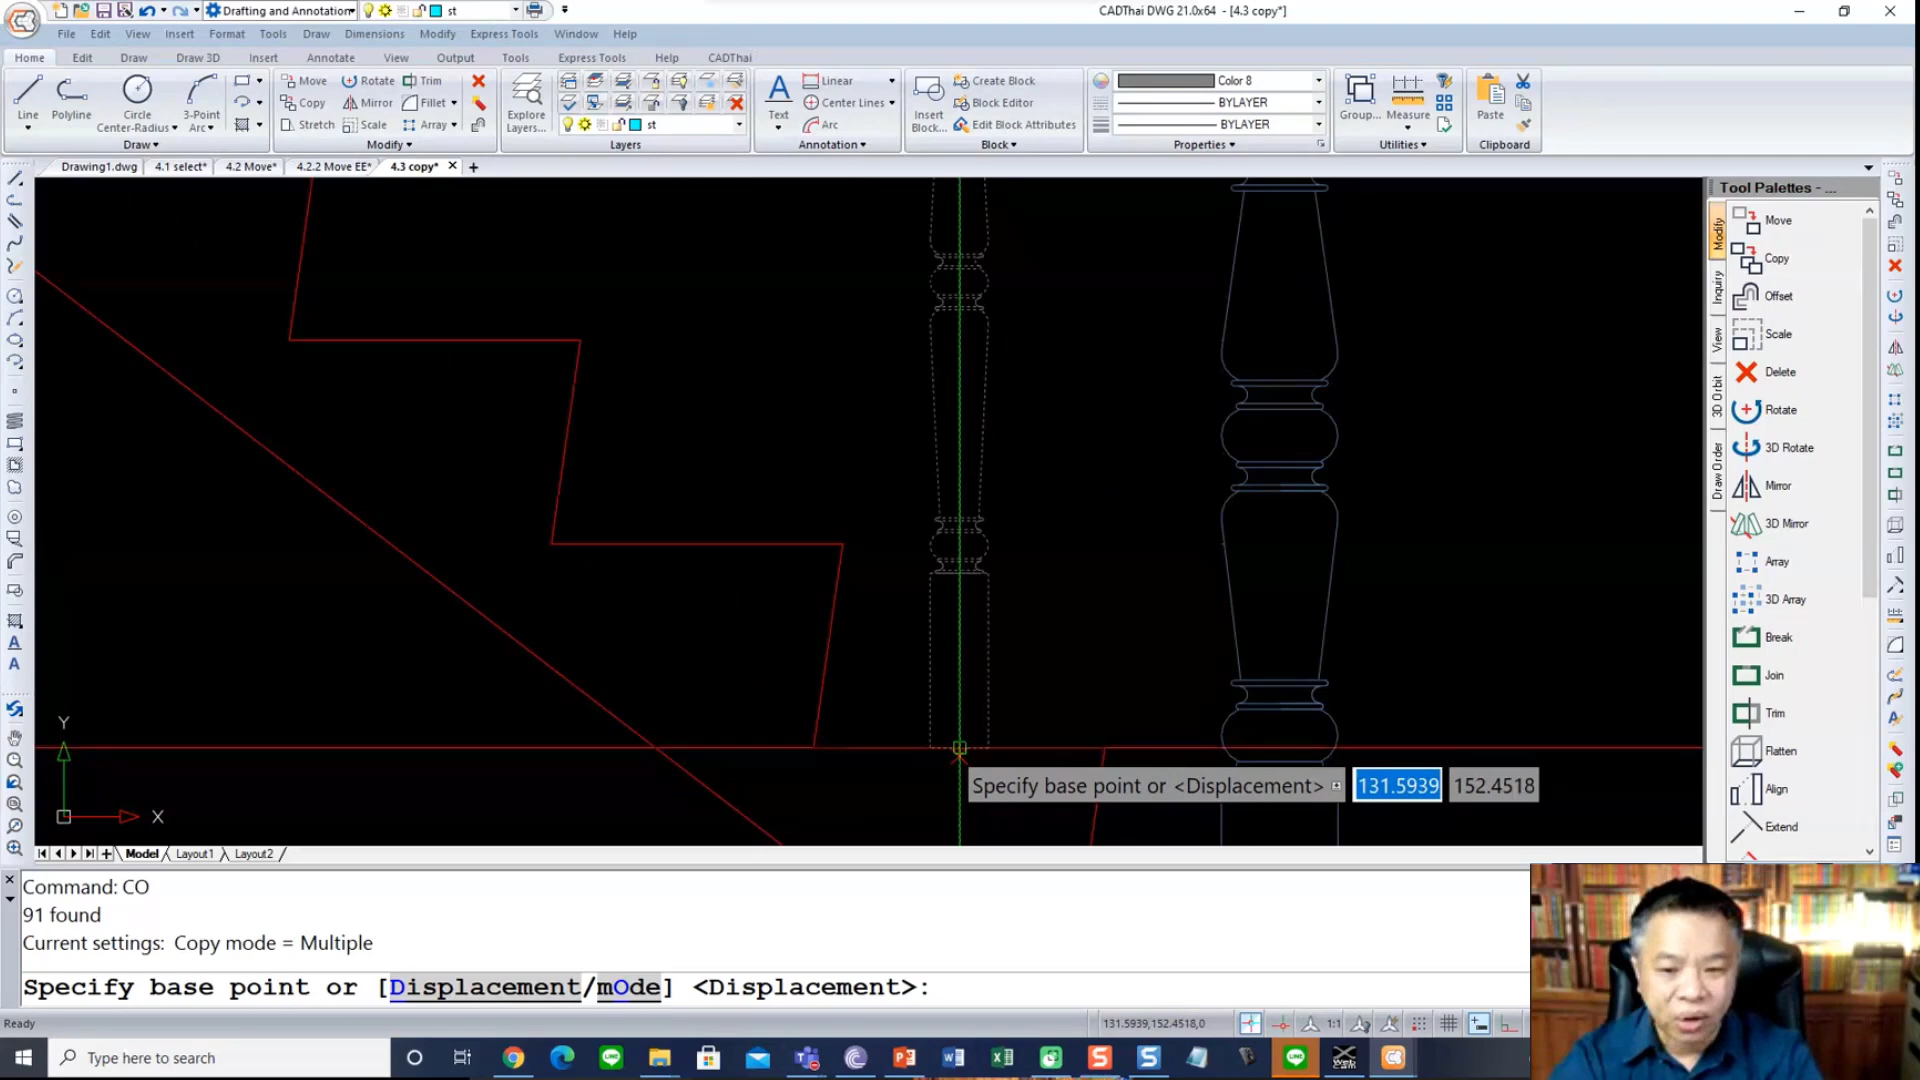 Drafting and Annotation
st
CADThai DWG 21.0x64 - [4.3 copy*]
File Edit View Insert Format Tools Draw Dimensions Modify Express Tools Window Help
Home Edit Draw Draw 3D Insert Annotate View Output Tools Express Tools Help CADThai
Line
Polyline
Circle
Center-Radius
3-Point
Arc
Draw
Move Rotate Trim
Copy Mirror Fillet
Stretch Scale Array
Modify
Explore
Layers...
st
Layers
Text
Linear
Center Lines
Arc
Annotation
Insert
Block...
Create Block
Block Editor
Edit Block Attributes
Block
Color 8
BYLAYER
BYLAYER
Properties
Group...
Measure
Utilities
Paste
Clipboard
Drawing1.dwg 4.1 select* 4.2 Move* 4.2.2 Move EE* 4.3 copy*
Tool Palettes - ...
Modify
Inquiry
View
3D Orbit
Draw Order
Move
Copy
Offset
Scale
Delete
Rotate
3D Rotate
Mirror
3D Mirror
Array
3D Array
Break
Join
Trim
Flatten
Align
Extend
Y
X
Specify base point or <Displacement> 131.5939 152.4518
Model Layout1 Layout2
Command: CO
91 found
Current settings: Copy mode = Multiple
Specify base point or [Displacement/mOde] <Displacement>:
Ready
131.5939,152.4518,0
1:1
Type here to search